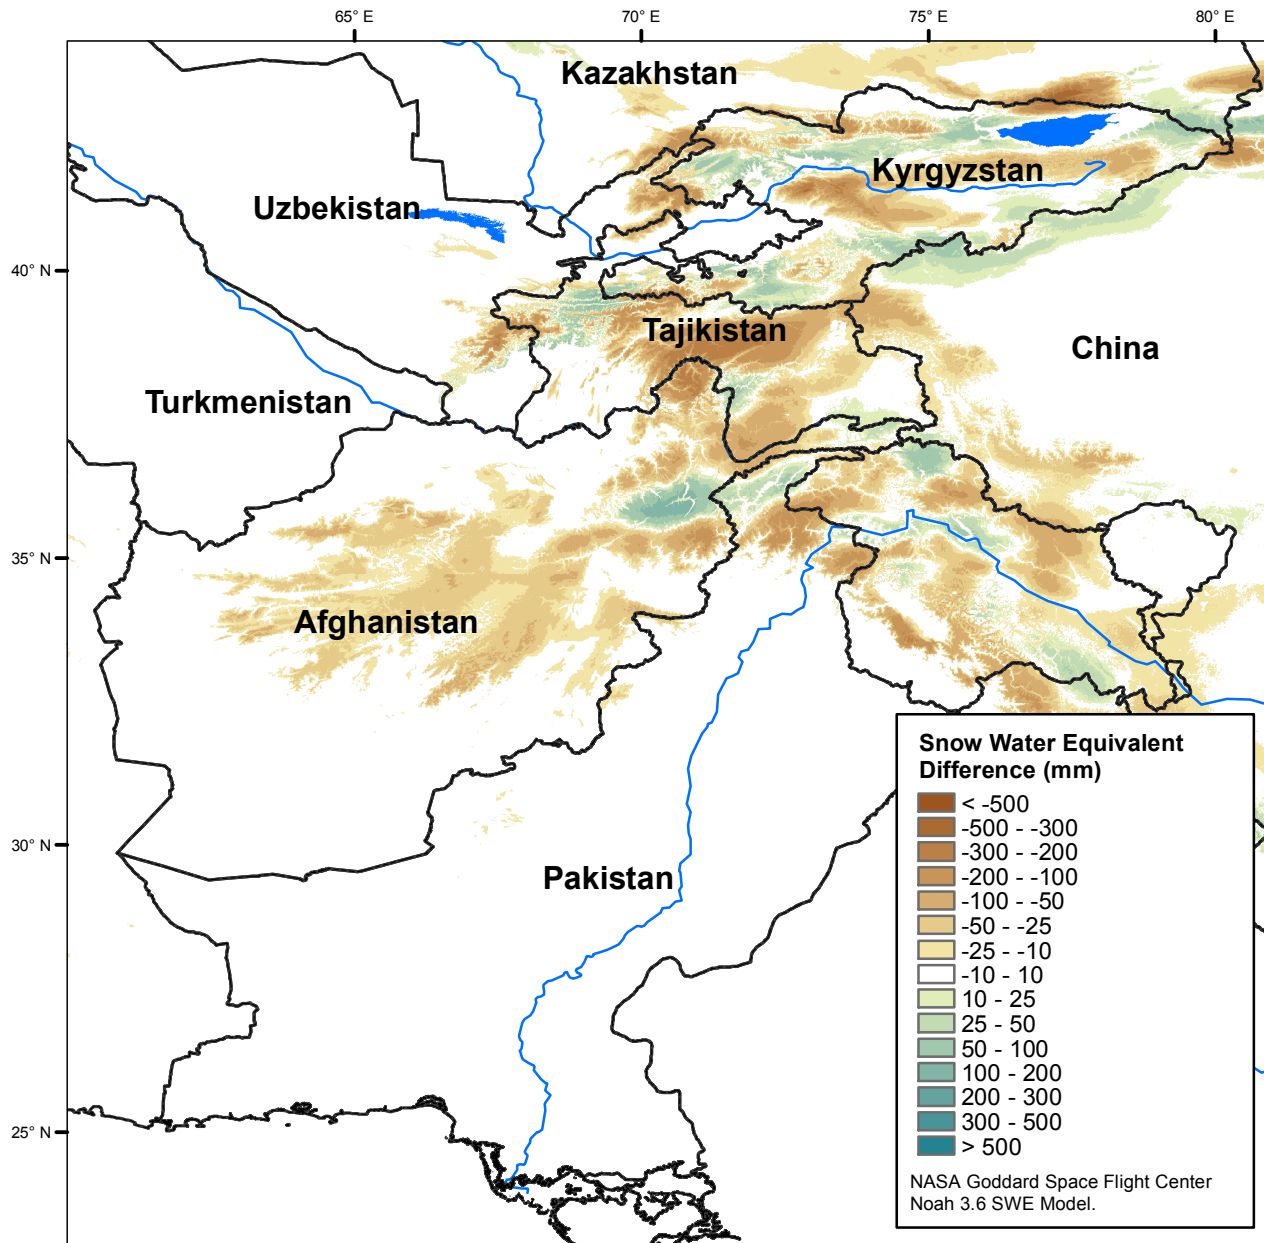 65° E
70° E
75° E
80° E
Kazakhstan
Kyrgyzstan
Uzbekistan
40° N
Tajikistan
China
Turkmenistan
35° N
Afghanistan
30° N
Pakistan
25° N
Snow Water Equivalent
Difference (mm)
< -500
-500 - -300
-300 - -200
-200 - -100
-100 - -50
-50 - -25
-25 - -10
-10 - 10
10 - 25
25 - 50
50 - 100
100 - 200
200 - 300
300 - 500
> 500
NASA Goddard Space Flight Center
Noah 3.6 SWE Model.